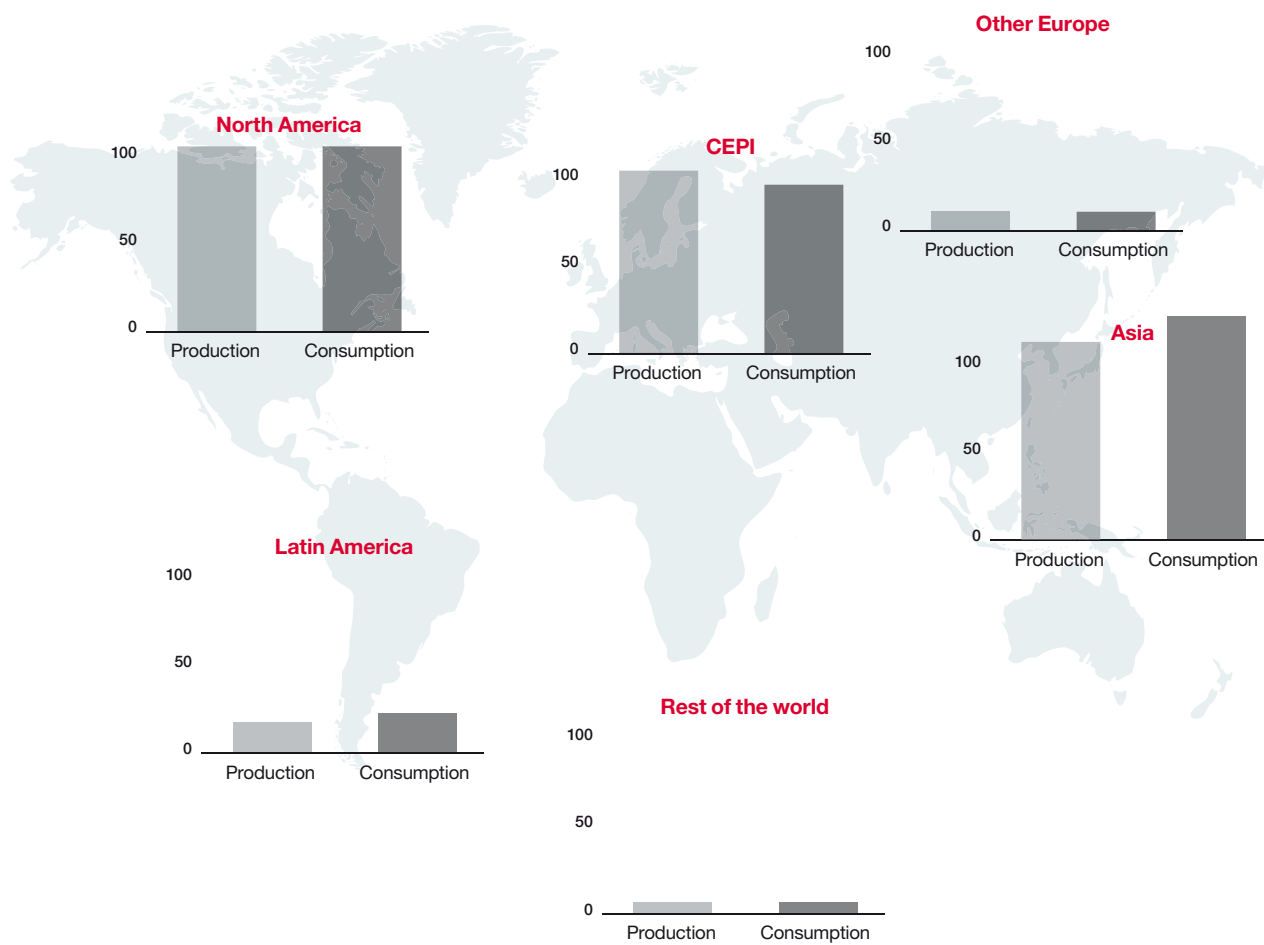 Other Europe
100
50
0
Production Consumption
North America
100
50
0
Production Consumption
CEPI
100
50
0
Production Consumption
Asia
100
50
0
Production Consumption
Latin America
100
50
0
Production Consumption
Rest of the world
100
50
0
Production Consumption